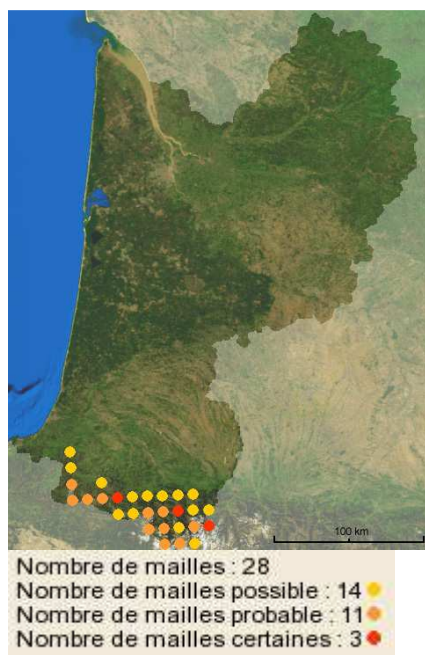 100 km
Nombre de mailles : 28
Nombre de mailles possible : 14
Nombre de mailles probable : 11
Nombre de mailles certaines : 3